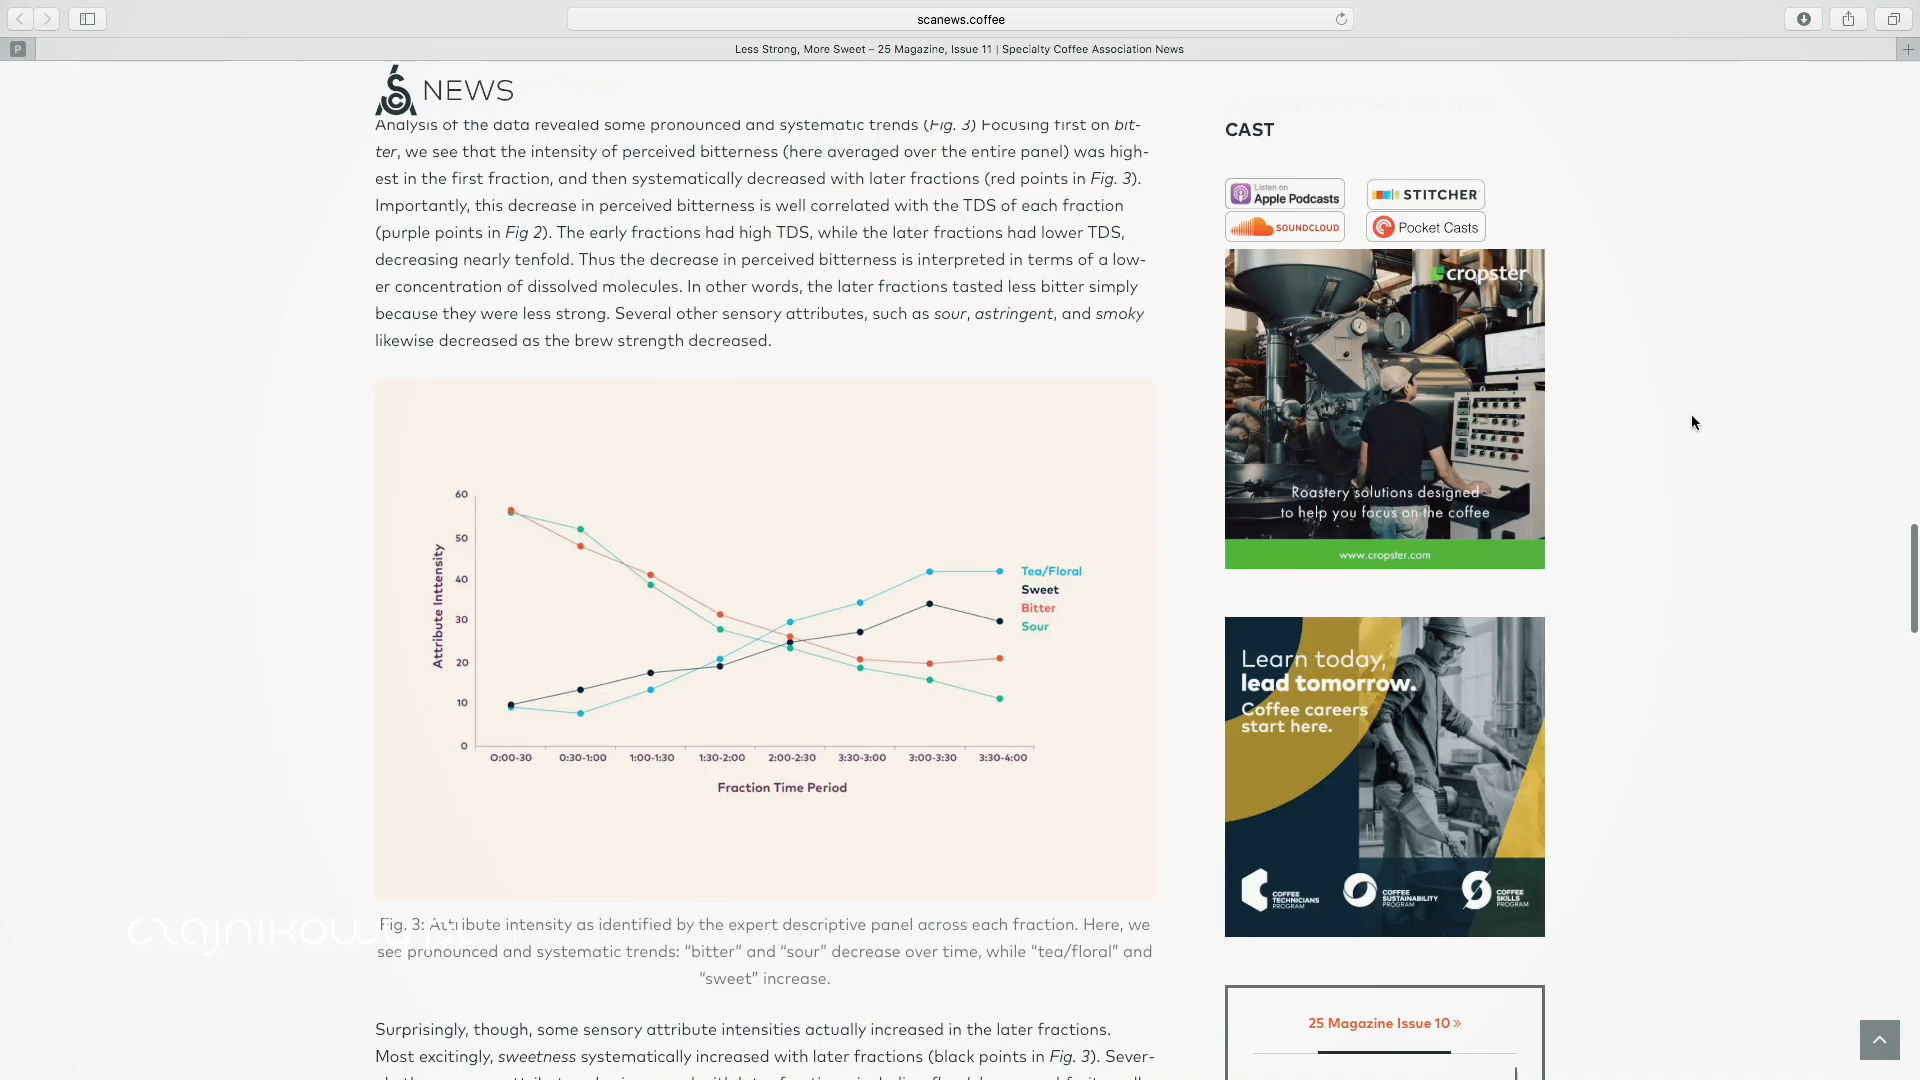 scanews.coffee
P
Less Strong, More Sweet – 25 Magazine, Issue 11 | Specialty Coffee Association News
NEWS
Analysis of the data revealed some pronounced and systematic trends (Fig. 3) Focusing first on bit-
ter, we see that the intensity of perceived bitterness (here averaged over the entire panel) was high-
est in the first fraction, and then systematically decreased with later fractions (red points in Fig. 3).
Importantly, this decrease in perceived bitterness is well correlated with the TDS of each fraction
(purple points in Fig 2). The early fractions had high TDS, while the later fractions had lower TDS,
decreasing nearly tenfold. Thus the decrease in perceived bitterness is interpreted in terms of a low-
er concentration of dissolved molecules. In other words, the later fractions tasted less bitter simply
because they were less strong. Several other sensory attributes, such as sour, astringent, and smoky
likewise decreased as the brew strength decreased.
60
50
40
30
20
10
0
Attribute Inttensity
Tea/Floral
Sweet
Bitter
Sour
0:00-30 0:30-1:00 1:00-1:30 1:30-2:00 2:00-2:30 3:30-3:00 3:00-3:30 3:30-4:00
Fraction Time Period
Fig. 3: Attribute intensity as identified by the expert descriptive panel across each fraction. Here, we
see pronounced and systematic trends: “bitter” and “sour” decrease over time, while “tea/floral” and
“sweet” increase.
Surprisingly, though, some sensory attribute intensities actually increased in the later fractions.
Most excitingly, sweetness systematically increased with later fractions (black points in Fig. 3). Sever-
CAST
Listen on
Apple Podcasts
STITCHER
SOUNDCLOUD
Pocket Casts
cropster
Roastery solutions designed
to help you focus on the coffee
www.cropster.com
Learn today,
lead tomorrow.
Coffee careers
start here.
COFFEE
TECHNICIANS
PROGRAM
COFFEE
SUSTAINABILITY
PROGRAM
COFFEE
SKILLS
PROGRAM
25 Magazine Issue 10 »